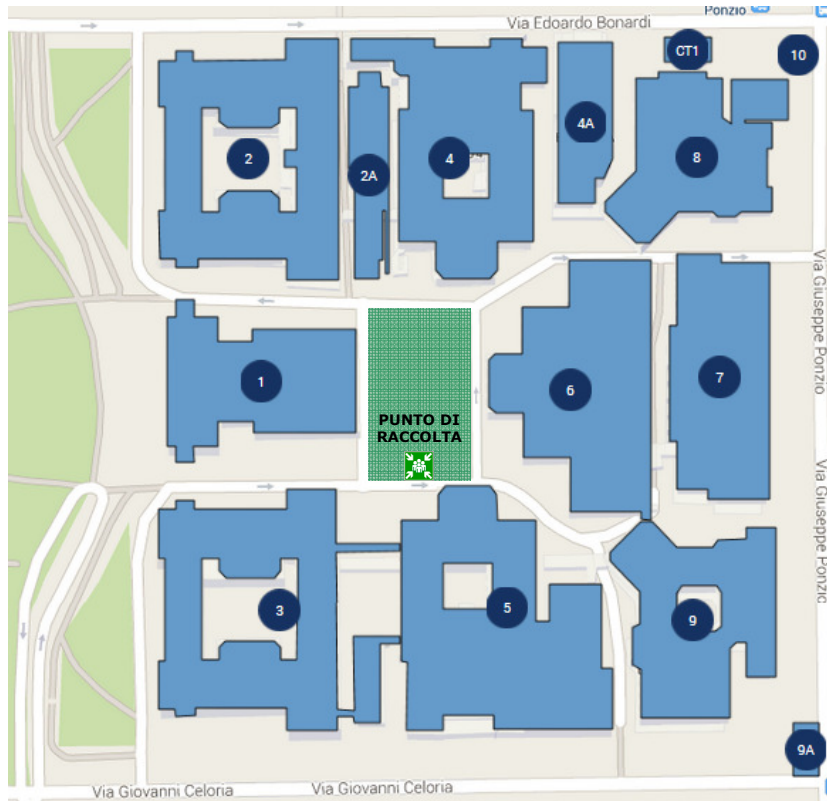 Ponzio
Via Edoardo Bonardi
CT1
10
2
2A
4
4A
8
1
6
7
PUNTO DI
RACCOLTA
Via Giuseppe Ponzio
Via Giuseppe Ponzic
3
5
9
9A
Via Giovanni Celoria
Via Giovanni Celoria